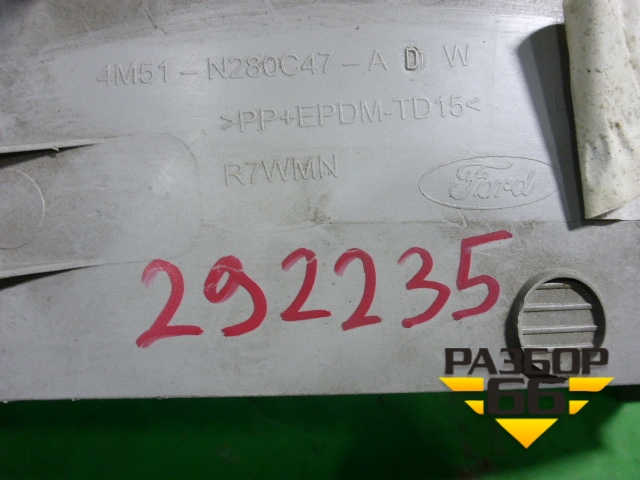 4M51-N280C47-A D W
>PP+EPDM-TD15<
R7WMN
Ford
292235
РАЗБОР
66